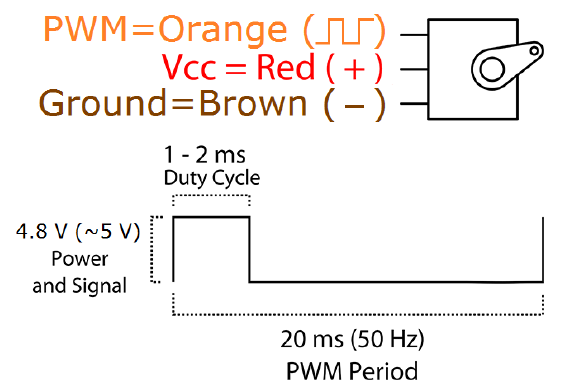 PWM=Orange (⎍⎍)
Vcc = Red ( + )
Ground=Brown ( − )
1 - 2 ms
Duty Cycle
4.8 V (~5 V)
Power
and Signal
20 ms (50 Hz)
PWM Period